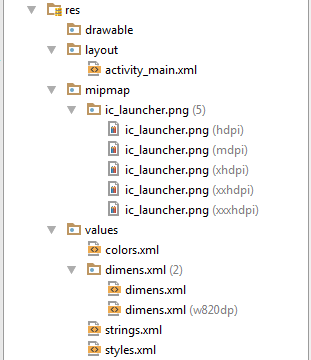 res
drawable
layout
activity_main.xml
mipmap
ic_launcher.png (5)
ic_launcher.png (hdpi)
ic_launcher.png (mdpi)
ic_launcher.png (xhdpi)
ic_launcher.png (xxhdpi)
ic_launcher.png (xxxhdpi)
values
colors.xml
dimens.xml (2)
dimens.xml
dimens.xml (w820dp)
strings.xml
styles.xml